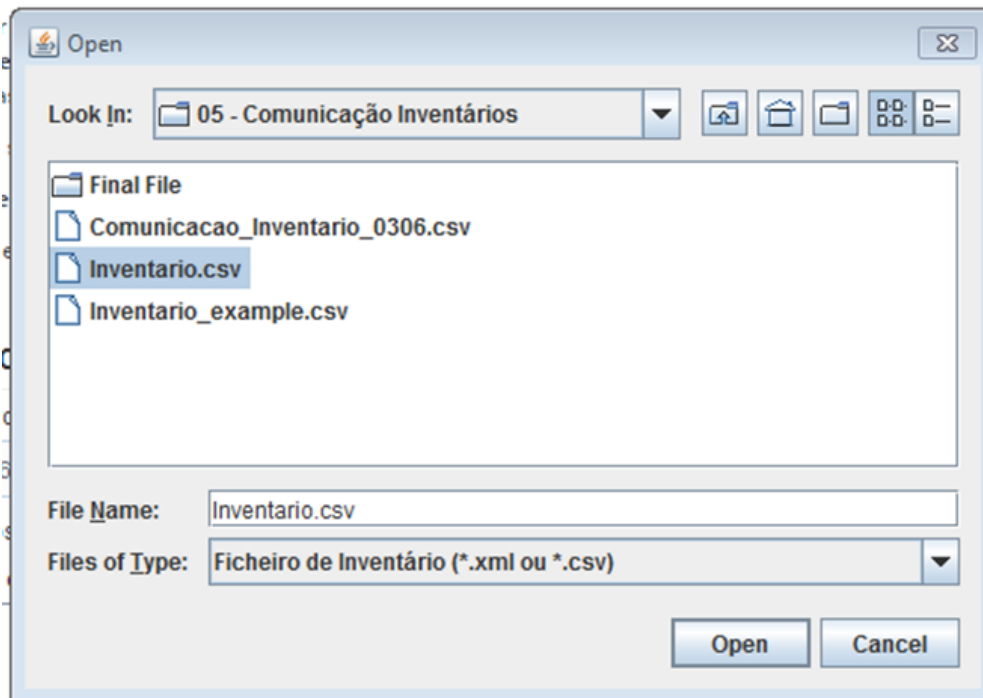 Open
Look In: 05 - Comunicação Inventários
Final File
Comunicacao_Inventario_0306.csv
Inventario.csv
Inventario_example.csv
File Name: Inventario.csv
Files of Type: Ficheiro de Inventário (*.xml ou *.csv)
Open Cancel